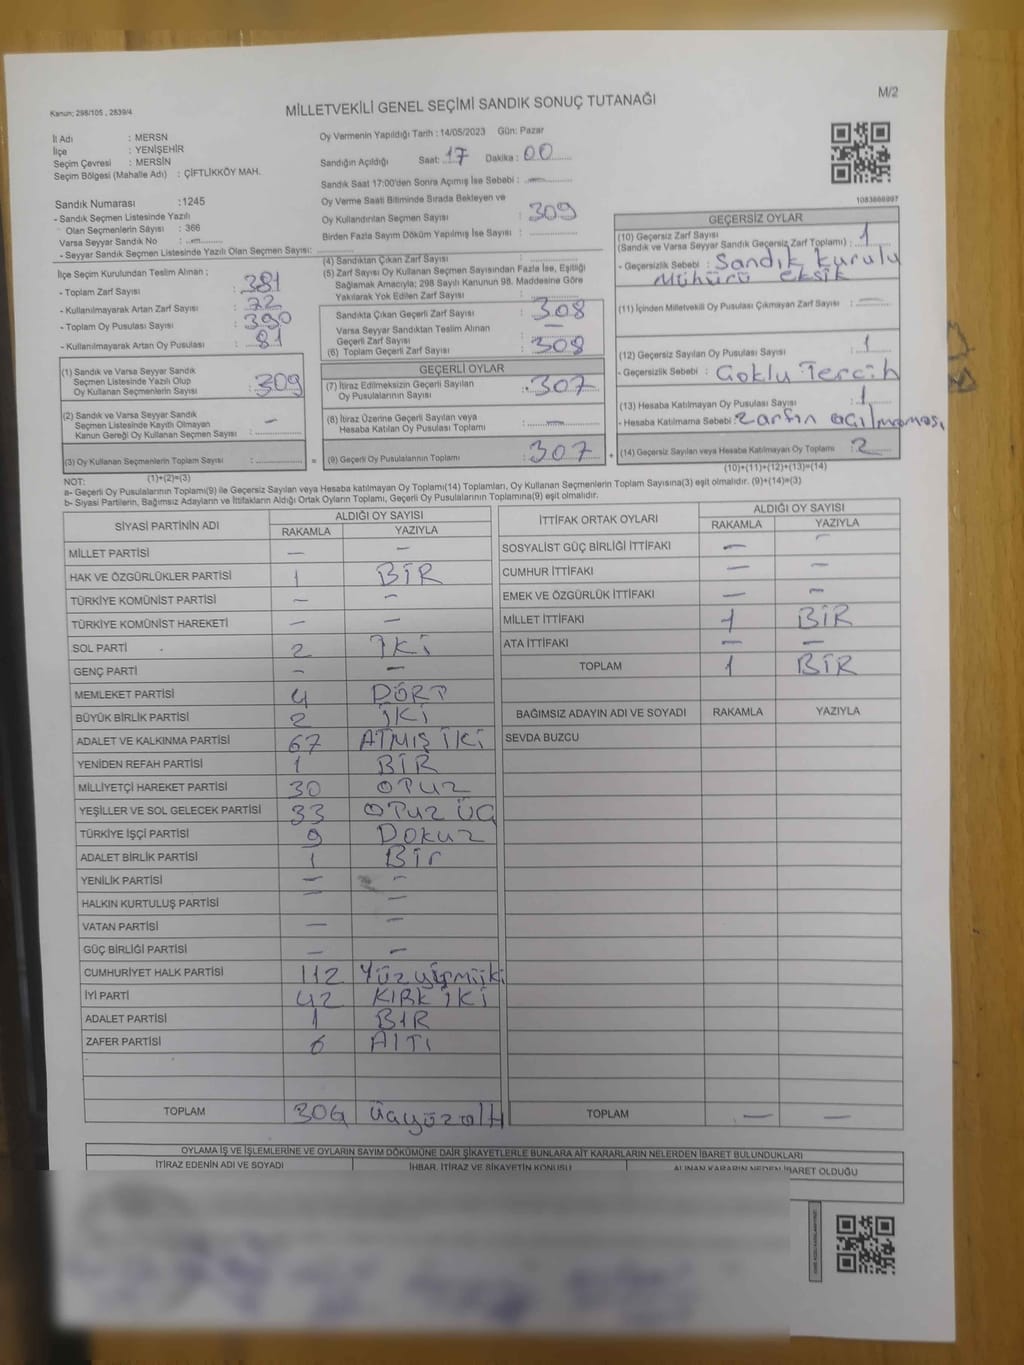 Kanun; 298/105 , 2839/4
MİLLETVEKİLİ GENEL SEÇİMİ SANDIK SONUÇ TUTANAĞI
M/2
İl Adı : MERSN
İlçe : YENİŞEHİR
Seçim Çevresi : MERSİN
Seçim Bölgesi (Mahalle Adı) : ÇİFTLİKKÖY MAH.
Sandık Numarası :1245
- Sandık Seçmen Listesinde Yazılı
Olan Seçmenlerin Sayısı : 366
Varsa Seyyar Sandık No : —
- Seyyar Sandık Seçmen Listesinde Yazılı Olan Seçmen Sayısı:
Oy Vermenin Yapıldığı Tarih : 14/05/2023 Gün: Pazar
Sandığın Açıldığı Saat: 17 Dakika : 00
Sandık Saat 17:00'den Sonra Açımış İse Sebebi : —
Oy Verme Saati Bitiminde Sırada Bekleyen ve
Oy Kullandırılan Seçmen Sayısı : 309
Birden Fazla Sayım Döküm Yapılmış İse Sayısı :
İlçe Seçim Kurulundan Teslim Alınan ;
- Toplam Zarf Sayısı : 381
- Kullanılmayarak Artan Zarf Sayısı : 72
- Toplam Oy Pusulası Sayısı : 390
- Kullanılmayarak Artan Oy Pusulası : 81
(4) Sandıktan Çıkan Zarf Sayısı :
(5) Zarf Sayısı Oy Kullanan Seçmen Sayısından Fazla İse, Eşitliği
Sağlamak Amacıyla; 298 Sayılı Kanunun 98. Maddesine Göre
Yakılarak Yok Edilen Zarf Sayısı :
Sandıkta Çıkan Geçerli Zarf Sayısı : 308
Varsa Seyyar Sandıktan Teslim Alınan
Geçerli Zarf Sayısı : —
(6) Toplam Geçerli Zarf Sayısı : 308
(1) Sandık ve Varsa Seyyar Sandık
Seçmen Listesinde Yazılı Olup
Oy Kullanan Seçmenlerin Sayısı : 309
(2) Sandık ve Varsa Seyyar Sandık
Seçmen Listesinde Kayıtlı Olmayan
Kanun Gereği Oy Kullanan Seçmen Sayısı : —
(3) Oy Kullanan Seçmenlerin Toplam Sayısı :
(1)+(2)=(3)
GEÇERLİ OYLAR
(7) İtiraz Edilmeksizin Geçerli Sayılan
Oy Pusulalarının Sayısı : 307
(8) İtiraz Üzerine Geçerli Sayılan veya
Hesaba Katılan Oy Pusulası Toplamı : —
= (9) Geçerli Oy Pusulalarının Toplamı : 307 +
1083666997
GEÇERSİZ OYLAR
(10) Geçersiz Zarf Sayısı
(Sandık ve Varsa Seyyar Sandık Geçersiz Zarf Toplamı) : 1
- Geçersizlik Sebebi : Sandık kurulu
Mühürü eksik
(11) İçinden Milletvekili Oy Pusulası Çıkmayan Zarf Sayısı : —
(12) Geçersiz Sayılan Oy Pusulası Sayısı : 1
- Geçersizlik Sebebi : Çoklu Tercih
(13) Hesaba Katılmayan Oy Pusulası Sayısı : 1
- Hesaba Katılmama Sebebi : zarfın açılmaması
(14) Geçersiz Sayılan veya Hesaba Katılmayan Oy Toplamı : 2
(10)+(11)+(12)+(13)=(14)
NOT:
a- Geçerli Oy Pusulalarının Toplamı(9) ile Geçersiz Sayılan veya Hesaba katılmayan Oy Toplamı(14) Toplamları, Oy Kullanan Seçmenlerin Toplam Sayısına(3) eşit olmalıdır. (9)+(14)=(3)
b- Siyasi Partilerin, Bağımsız Adayların ve İttifakların Aldığı Ortak Oyların Toplamı, Geçerli Oy Pusulalarının Toplamına(9) eşit olmalıdır.
SİYASİ PARTİNİN ADI ALDIĞI OY SAYISI
RAKAMLA YAZIYLA
MİLLET PARTİSİ — —
HAK VE ÖZGÜRLÜKLER PARTİSİ 1 BİR
TÜRKİYE KOMÜNİST PARTİSİ — —
TÜRKİYE KOMÜNİST HAREKETİ — —
SOL PARTİ 2 İKİ
GENÇ PARTİ — —
MEMLEKET PARTİSİ 4 DÖRT
BÜYÜK BİRLİK PARTİSİ 2 İKİ
ADALET VE KALKINMA PARTİSİ 67 ATMIŞ İKİ
YENİDEN REFAH PARTİSİ 1 BİR
MİLLİYETÇİ HAREKET PARTİSİ 30 OTUZ
YEŞİLLER VE SOL GELECEK PARTİSİ 33 OTUZ ÜÇ
TÜRKİYE İŞÇİ PARTİSİ 9 DOKUZ
ADALET BİRLİK PARTİSİ 1 Bir
YENİLİK PARTİSİ — —
HALKIN KURTULUŞ PARTİSİ — —
VATAN PARTİSİ — —
GÜÇ BİRLİĞİ PARTİSİ — —
CUMHURİYET HALK PARTİSİ 112 Yüz yirmiiki
İYİ PARTİ 42 KIRK İKİ
ADALET PARTİSİ 1 BİR
ZAFER PARTİSİ 6 ALTI
TOPLAM 306 üçyüzaltı
İTTİFAK ORTAK OYLARI ALDIĞI OY SAYISI
RAKAMLA YAZIYLA
SOSYALİST GÜÇ BİRLİĞİ İTTİFAKI — —
CUMHUR İTTİFAKI — —
EMEK VE ÖZGÜRLÜK İTTİFAKI — —
MİLLET İTTİFAKI 1 BİR
ATA İTTİFAKI — —
TOPLAM 1 BİR
BAĞIMSIZ ADAYIN ADI VE SOYADI RAKAMLA YAZIYLA
SEVDA BUZCU
TOPLAM — —
OYLAMA İŞ VE İŞLEMLERİNE VE OYLARIN SAYIM DÖKÜMÜNE DAİR ŞİKAYETLERLE BUNLARA AİT KARARLARIN NELERDEN İBARET BULUNDUKLARI
İTİRAZ EDENİN ADI VE SOYADI İHBAR, İTİRAZ VE ŞİKAYETİN KONUSU ALINAN KARARIN NEDEN İBARET OLDUĞU